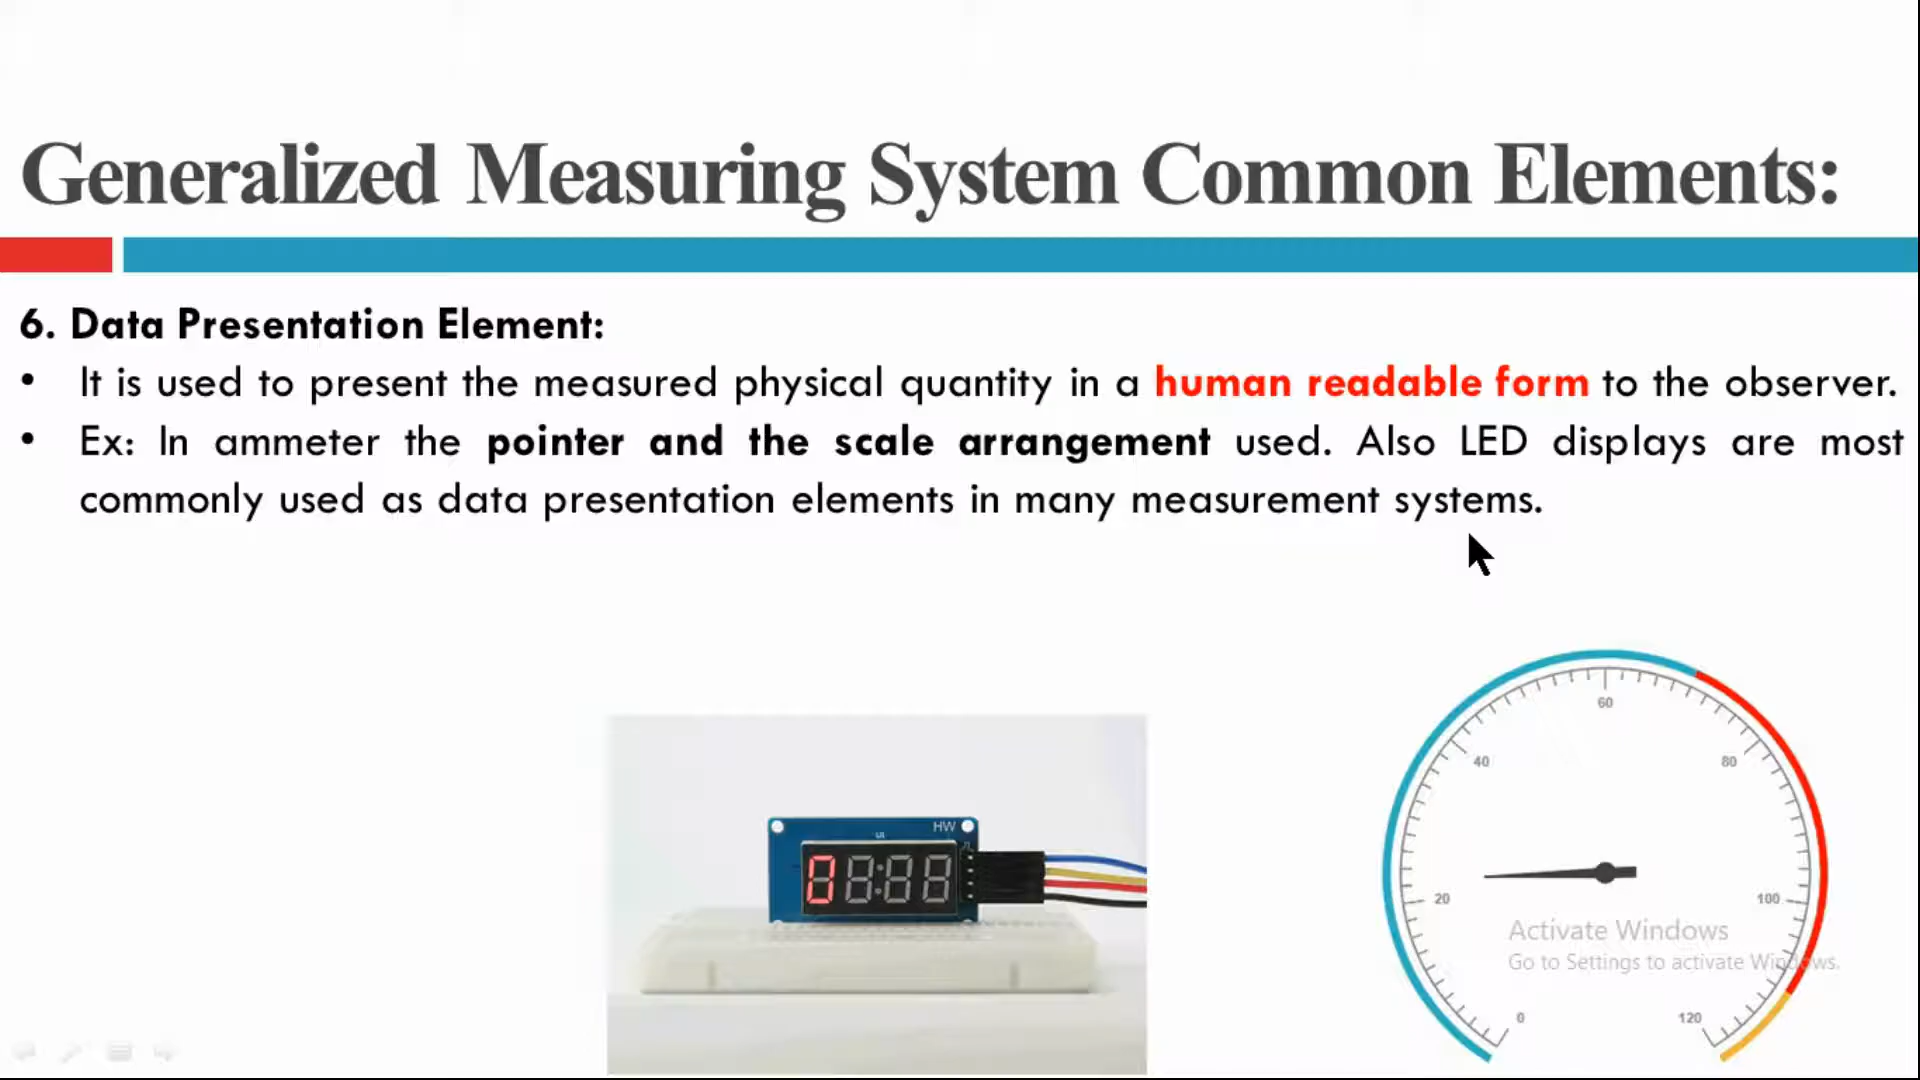 Generalized Measuring System Common Elements:
6. Data Presentation Element:
• It is used to present the measured physical quantity in a human readable form to the observer.
• Ex: In ammeter the pointer and the scale arrangement used. Also LED displays are most
commonly used as data presentation elements in many measurement systems.
60
40
80
HW
U1
20
100
Activate Windows
Go to Settings to activate Windows.
0
120